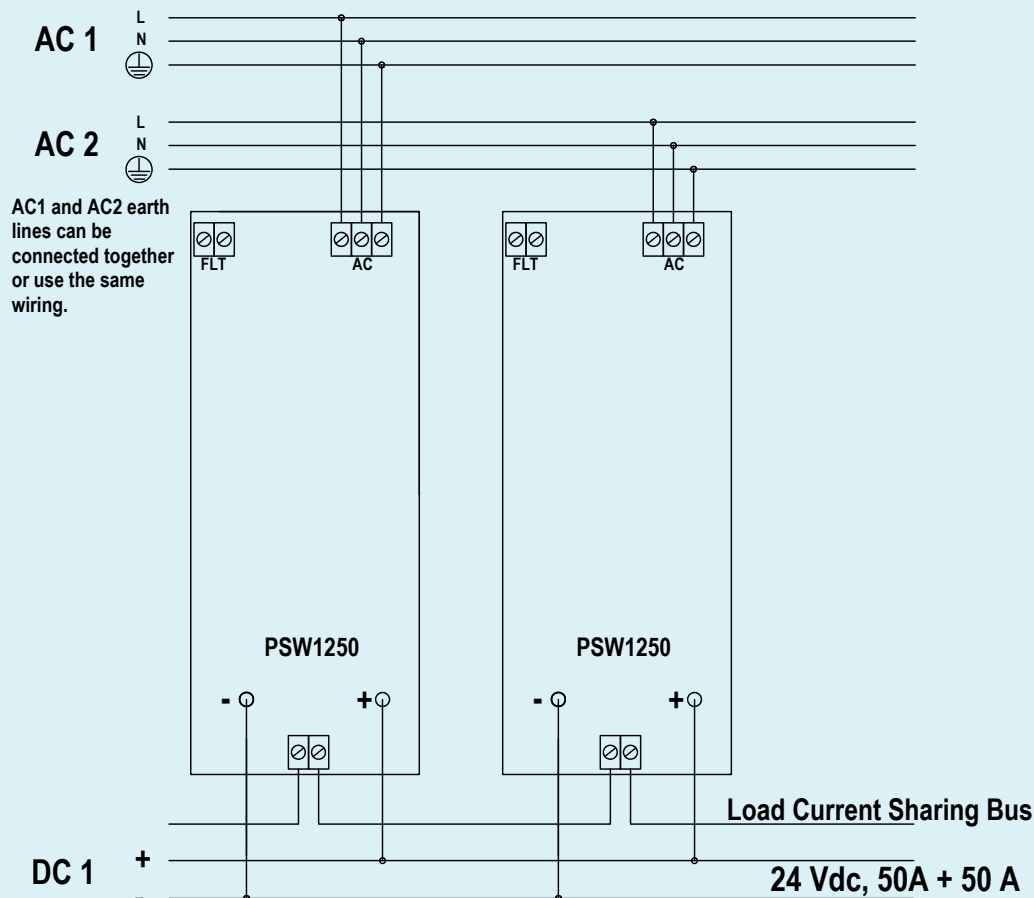 L
AC 1 N
L
AC 2 N
AC1 and AC2 earth
lines can be
connected together
or use the same
wiring.
FLT AC
FLT AC
PSW1250
PSW1250
- +
- +
Load Current Sharing Bus
+
DC 1
24 Vdc, 50A + 50 A
-